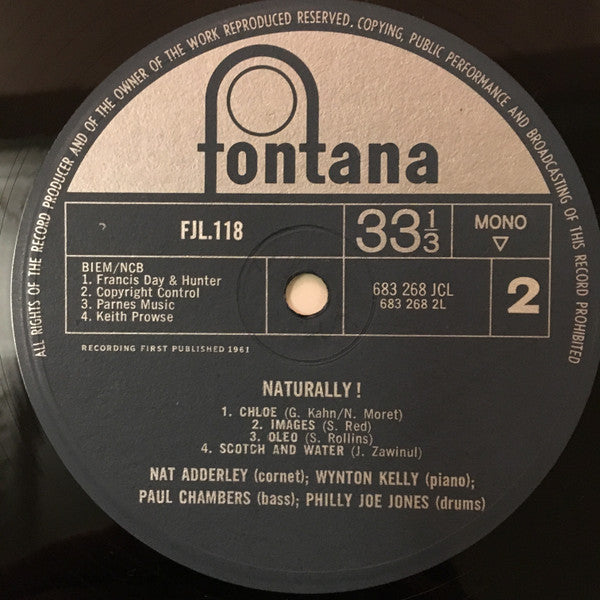 ALL RIGHTS OF THE RECORD PRODUCER AND OF THE OWNER OF THE WORK REPRODUCED RESERVED. COPYING, PUBLIC PERFORMANCE AND BROADCASTING OF THIS RECORD PROHIBITED
fontana
FJL.118
33⅓
MONO
BIEM/NCB
1. Francis Day & Hunter
2. Copyright Control
3. Parnes Music
4. Keith Prowse
683 268 JCL
683 268 2L
2
RECORDING FIRST PUBLISHED 1961
NATURALLY!
1. CHLOE (G. Kahn/N. Moret)
2. IMAGES (S. Red)
3. OLEO (S. Rollins)
4. SCOTCH AND WATER (J. Zawinul)
NAT ADDERLEY (cornet); WYNTON KELLY (piano);
PAUL CHAMBERS (bass); PHILLY JOE JONES (drums)